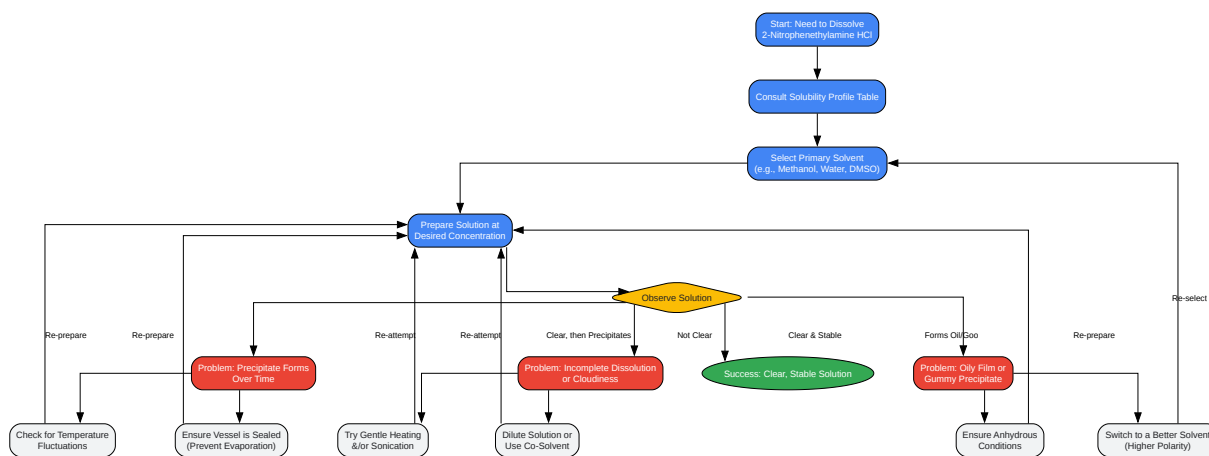 Start: Need to Dissolve
2-Nitrophenethylamine HCl
Consult Solubility Profile Table
Select Primary Solvent
(e.g., Methanol, Water, DMSO)
Prepare Solution at
Desired Concentration
Observe Solution
Re-select
Re-prepare
Re-prepare
Re-attempt
Re-attempt
Clear, then Precipitates
Not Clear
Clear & Stable
Forms Oil/Goo
Re-prepare
Problem: Precipitate Forms
Over Time
Problem: Incomplete Dissolution
or Cloudiness
Success: Clear, Stable Solution
Problem: Oily Film or
Gummy Precipitate
Check for Temperature
Fluctuations
Ensure Vessel is Sealed
(Prevent Evaporation)
Try Gentle Heating
&/or Sonication
Dilute Solution or
Use Co-Solvent
Ensure Anhydrous
Conditions
Switch to a Better Solvent
(Higher Polarity)